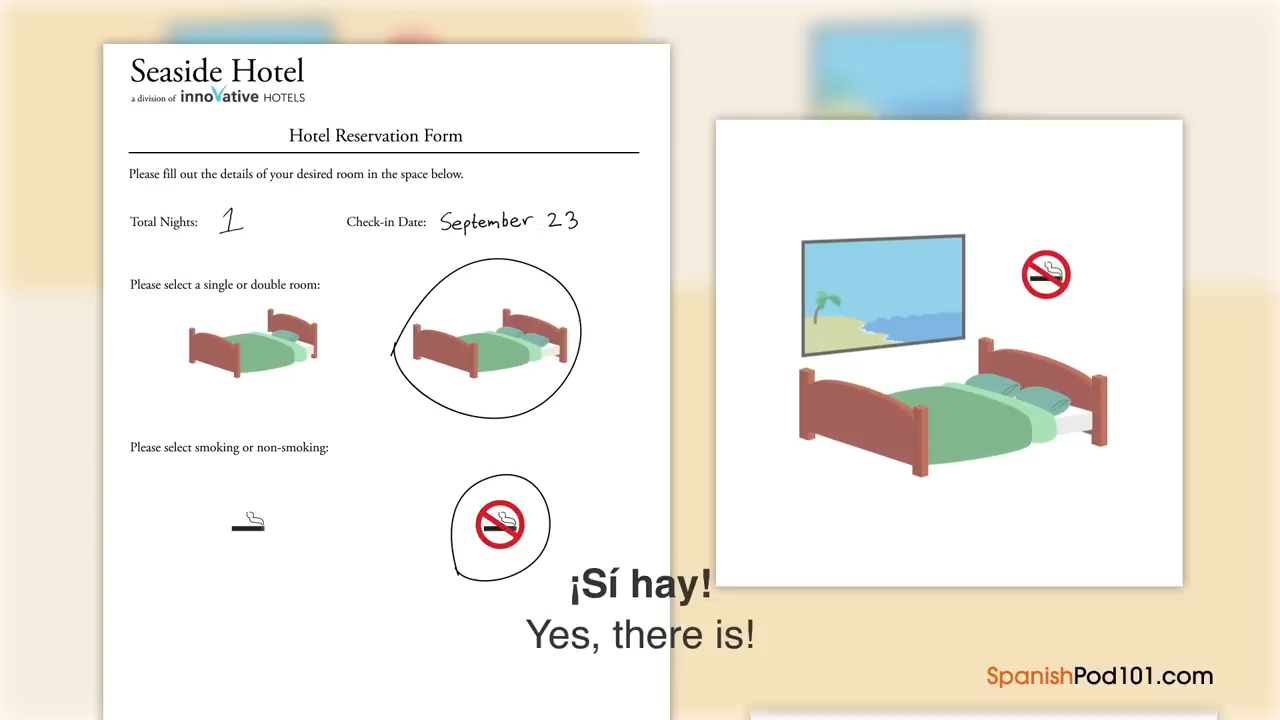 Seaside Hotel
a division of innoVative HOTELS
Hotel Reservation Form
Please fill out the details of your desired room in the space below.
Total Nights: 1 Check-in Date: September 23
Please select a single or double room:
Please select smoking or non-smoking:
¡Sí hay!
Yes, there is!
SpanishPod101.com